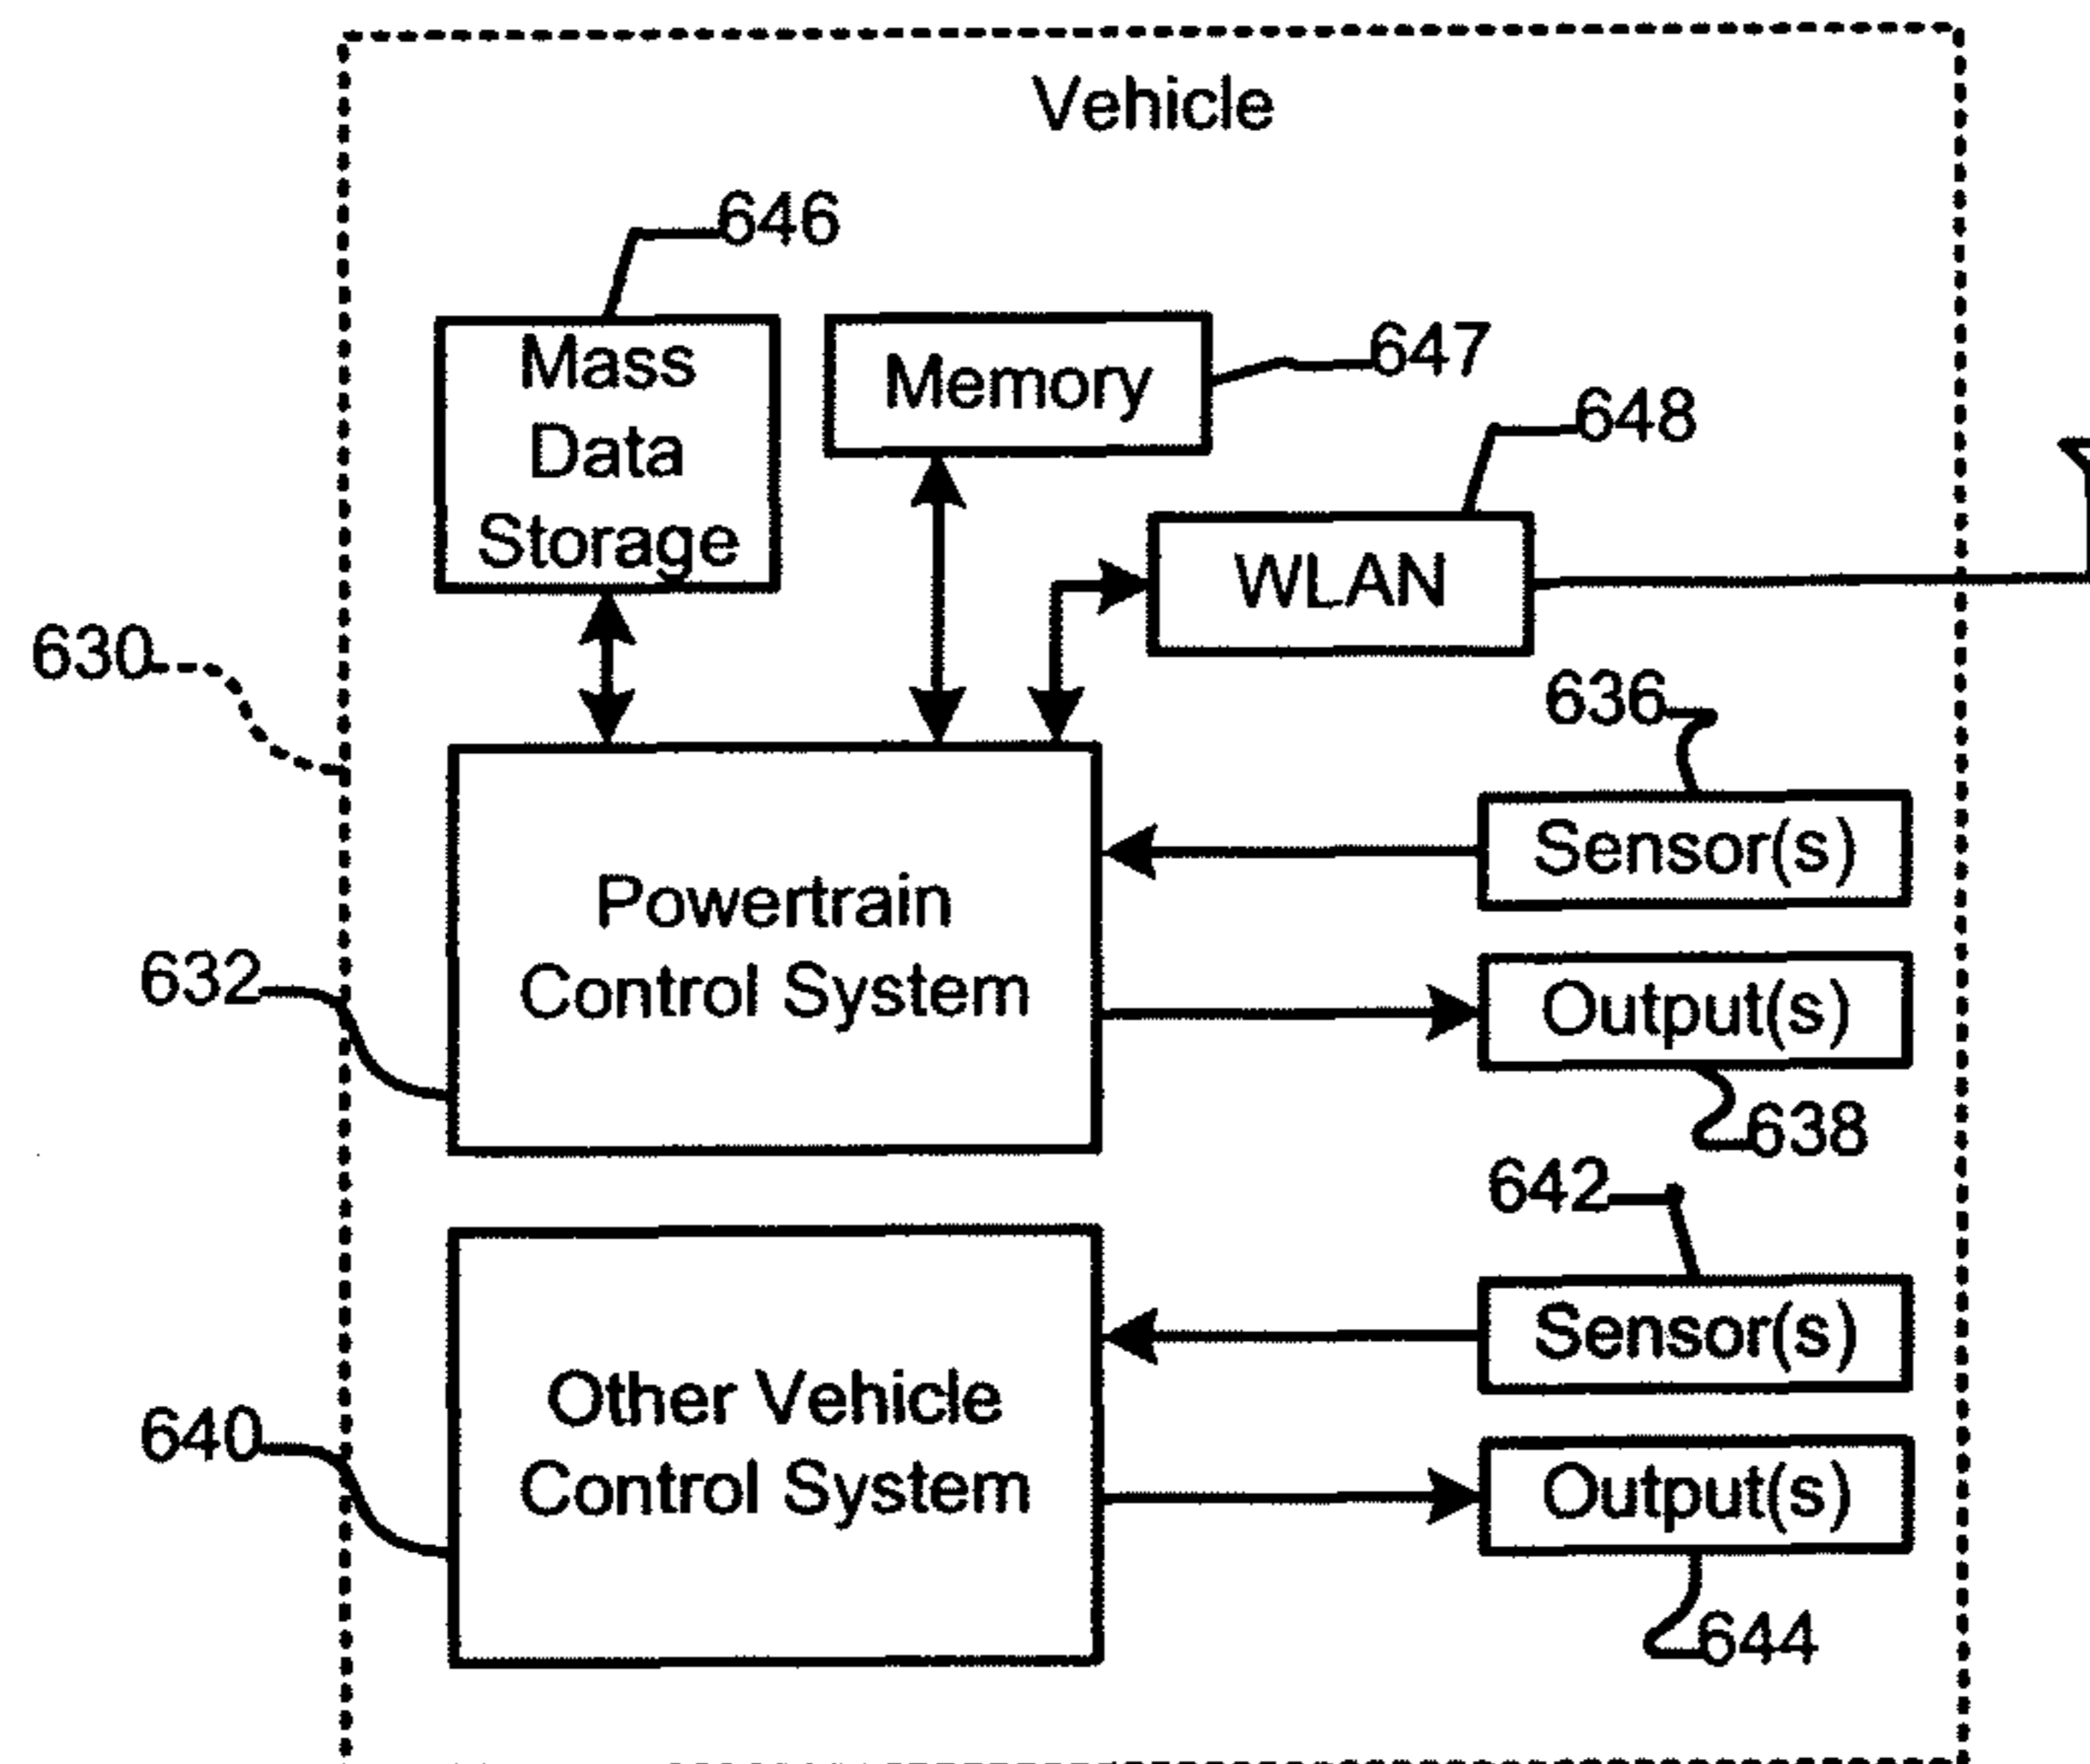 Vehicle
646
Mass
Data
Storage
Memory
647
648
WLAN
630
636
Sensor(s)
Powertrain
Control System
632
Output(s)
638
642
Sensor(s)
Other Vehicle
Control System
640
Output(s)
644